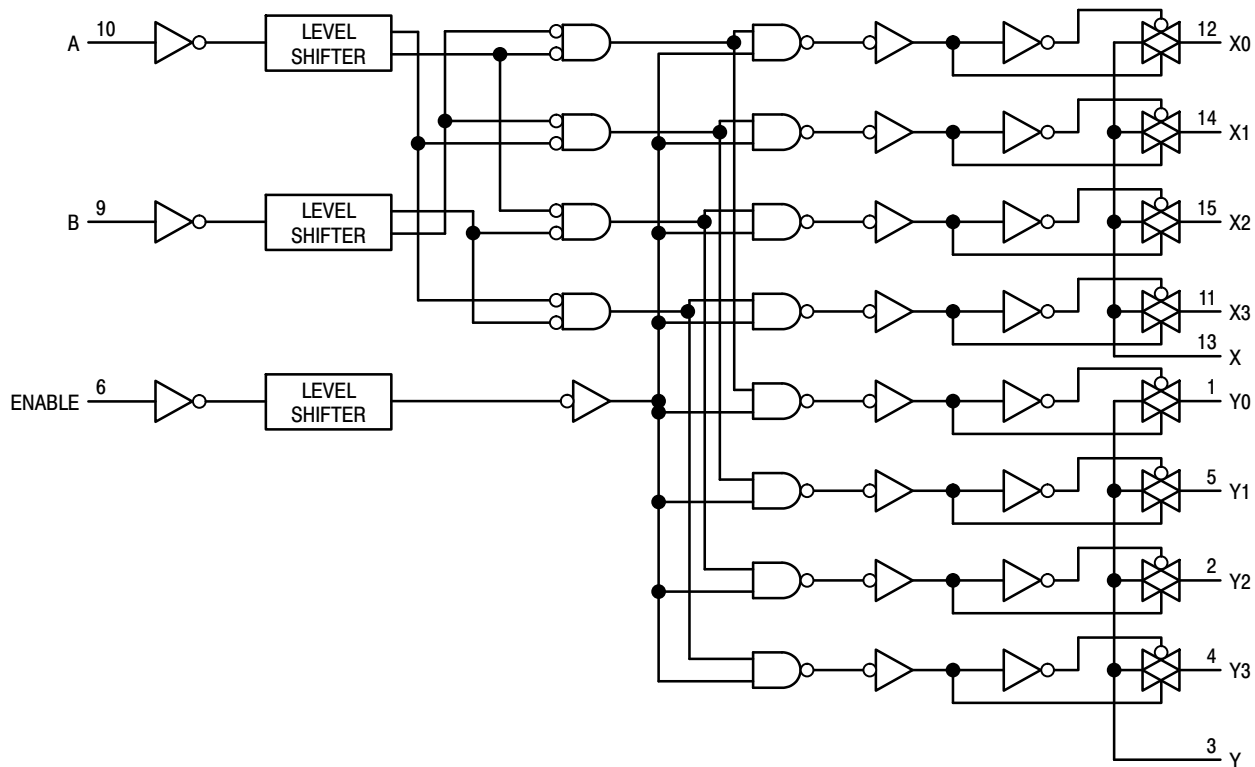 A 10
LEVEL
SHIFTER
12 X0
14 X1
B 9
LEVEL
SHIFTER
15 X2
11 X3
13 X
ENABLE 6
LEVEL
SHIFTER
1 Y0
5 Y1
2 Y2
4 Y3
3 Y